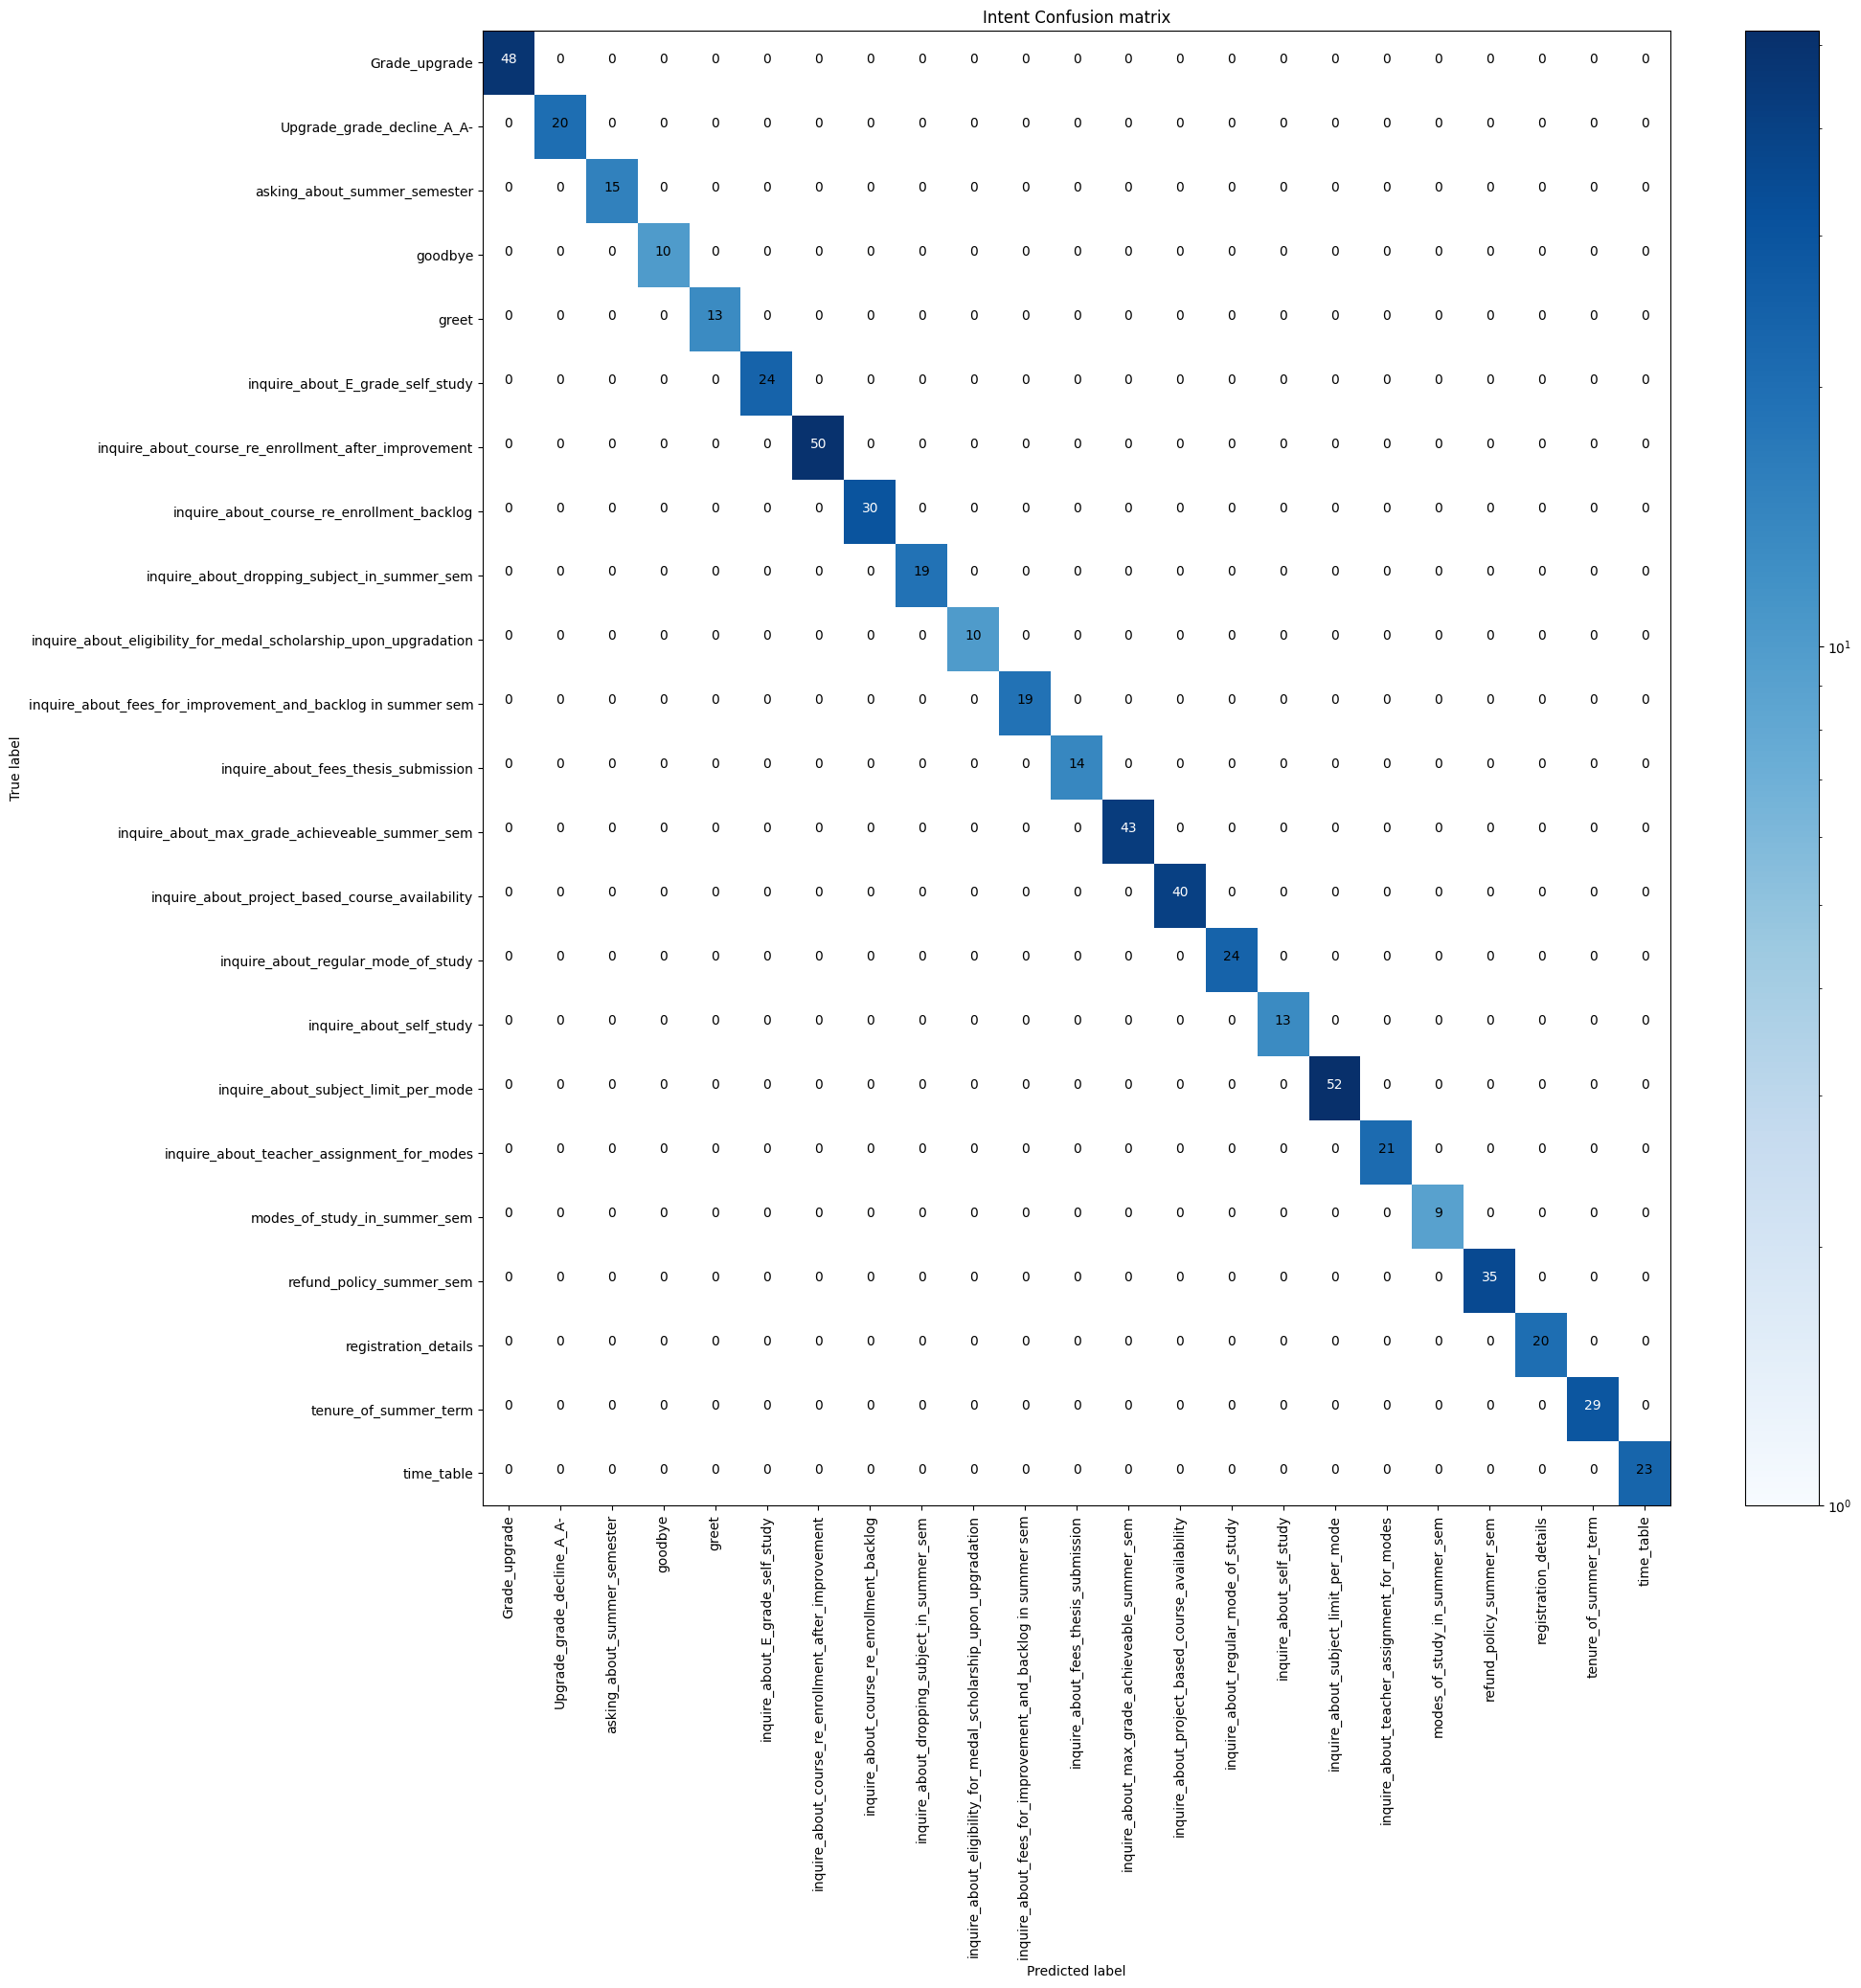 Intent Confusion matrix
Grade_upgrade 48 0 0 0 0 0 0 0 0 0 0 0 0 0 0 0 0 0 0 0 0 0 0
Upgrade_grade_decline_A_A- 0 20 0 0 0 0 0 0 0 0 0 0 0 0 0 0 0 0 0 0 0 0 0
asking_about_summer_semester 0 0 15 0 0 0 0 0 0 0 0 0 0 0 0 0 0 0 0 0 0 0 0
goodbye 0 0 0 10 0 0 0 0 0 0 0 0 0 0 0 0 0 0 0 0 0 0 0
greet 0 0 0 0 13 0 0 0 0 0 0 0 0 0 0 0 0 0 0 0 0 0 0
inquire_about_E_grade_self_study 0 0 0 0 0 24 0 0 0 0 0 0 0 0 0 0 0 0 0 0 0 0 0
inquire_about_course_re_enrollment_after_improvement 0 0 0 0 0 0 50 0 0 0 0 0 0 0 0 0 0 0 0 0 0 0 0
inquire_about_course_re_enrollment_backlog 0 0 0 0 0 0 0 30 0 0 0 0 0 0 0 0 0 0 0 0 0 0 0
inquire_about_dropping_subject_in_summer_sem 0 0 0 0 0 0 0 0 19 0 0 0 0 0 0 0 0 0 0 0 0 0 0
inquire_about_eligibility_for_medal_scholarship_upon_upgradation 0 0 0 0 0 0 0 0 0 10 0 0 0 0 0 0 0 0 0 0 0 0 0
inquire_about_fees_for_improvement_and_backlog in summer sem 0 0 0 0 0 0 0 0 0 0 19 0 0 0 0 0 0 0 0 0 0 0 0
inquire_about_fees_thesis_submission 0 0 0 0 0 0 0 0 0 0 0 14 0 0 0 0 0 0 0 0 0 0 0
inquire_about_max_grade_achieveable_summer_sem 0 0 0 0 0 0 0 0 0 0 0 0 43 0 0 0 0 0 0 0 0 0 0
inquire_about_project_based_course_availability 0 0 0 0 0 0 0 0 0 0 0 0 0 40 0 0 0 0 0 0 0 0 0
inquire_about_regular_mode_of_study 0 0 0 0 0 0 0 0 0 0 0 0 0 0 24 0 0 0 0 0 0 0 0
inquire_about_self_study 0 0 0 0 0 0 0 0 0 0 0 0 0 0 0 13 0 0 0 0 0 0 0
inquire_about_subject_limit_per_mode 0 0 0 0 0 0 0 0 0 0 0 0 0 0 0 0 52 0 0 0 0 0 0
inquire_about_teacher_assignment_for_modes 0 0 0 0 0 0 0 0 0 0 0 0 0 0 0 0 0 21 0 0 0 0 0
modes_of_study_in_summer_sem 0 0 0 0 0 0 0 0 0 0 0 0 0 0 0 0 0 0 9 0 0 0 0
refund_policy_summer_sem 0 0 0 0 0 0 0 0 0 0 0 0 0 0 0 0 0 0 0 35 0 0 0
registration_details 0 0 0 0 0 0 0 0 0 0 0 0 0 0 0 0 0 0 0 0 20 0 0
tenure_of_summer_term 0 0 0 0 0 0 0 0 0 0 0 0 0 0 0 0 0 0 0 0 0 29 0
time_table 0 0 0 0 0 0 0 0 0 0 0 0 0 0 0 0 0 0 0 0 0 0 23
True label
Grade_upgrade
Upgrade_grade_decline_A_A-
asking_about_summer_semester
goodbye
greet
inquire_about_E_grade_self_study
inquire_about_course_re_enrollment_after_improvement
inquire_about_course_re_enrollment_backlog
inquire_about_dropping_subject_in_summer_sem
inquire_about_eligibility_for_medal_scholarship_upon_upgradation
inquire_about_fees_for_improvement_and_backlog in summer sem
inquire_about_fees_thesis_submission
inquire_about_max_grade_achieveable_summer_sem
inquire_about_project_based_course_availability
inquire_about_regular_mode_of_study
inquire_about_self_study
inquire_about_subject_limit_per_mode
inquire_about_teacher_assignment_for_modes
modes_of_study_in_summer_sem
refund_policy_summer_sem
registration_details
tenure_of_summer_term
time_table
Predicted label
10¹
10⁰